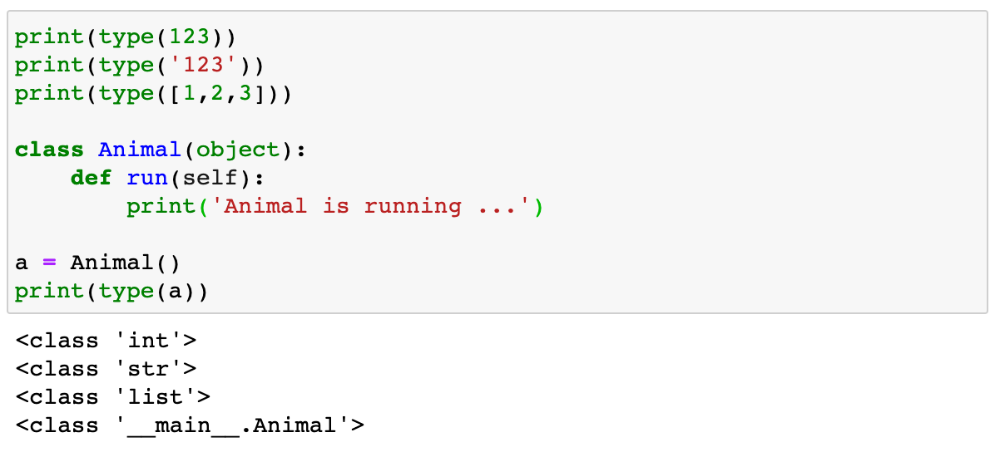 print(type(123))
print(type('123'))
print(type([1,2,3]))
class Animal(object):
    def run(self):
        print('Animal is running ...')
a = Animal()
print(type(a))
<class 'int'>
<class 'str'>
<class 'list'>
<class '__main__.Animal'>